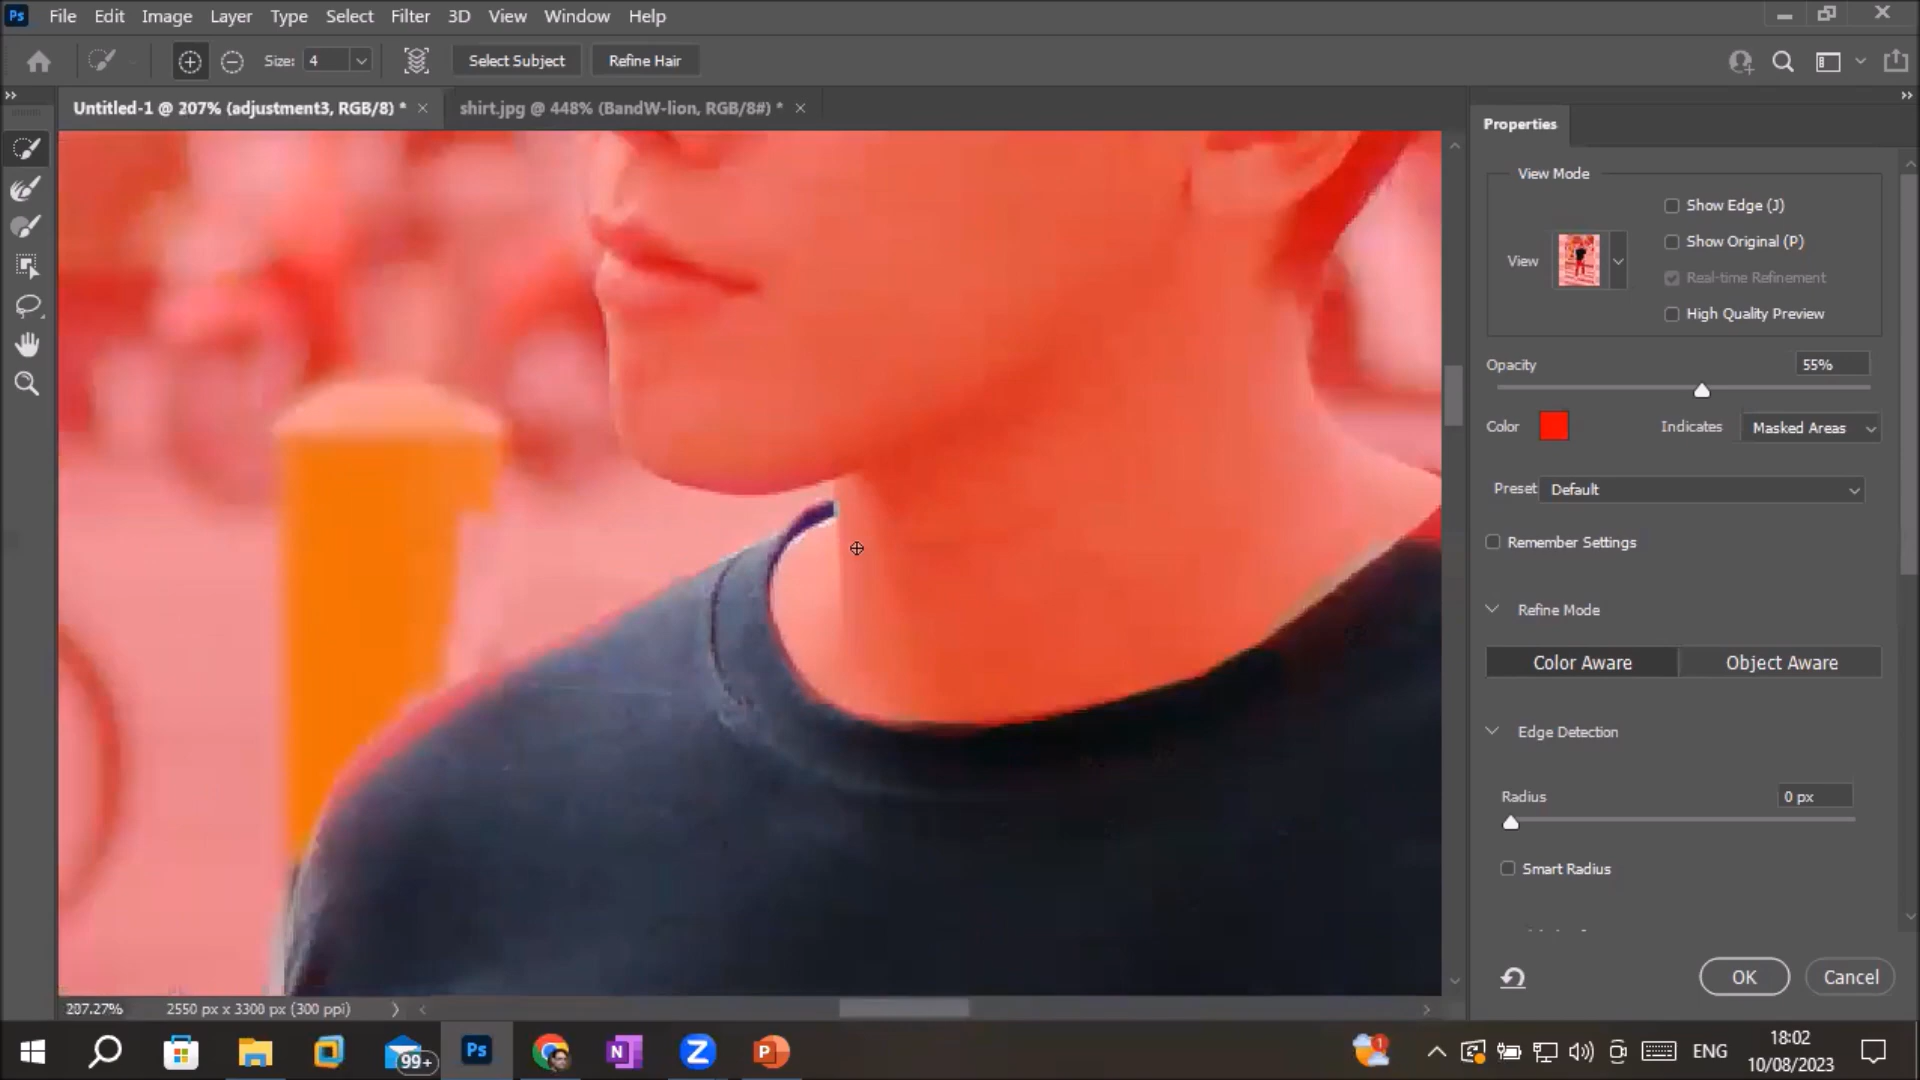 Ps File Edit Image Layer Type Select Filter 3D View Window Help
Size: 4 Select Subject Refine Hair
Untitled-1 @ 207% (adjustment3, RGB/8) * × shirt.jpg @ 448% (BandW-lion, RGB/8#) * ×
Properties
View Mode
Show Edge (J)
Show Original (P)
View
Real-time Refinement
High Quality Preview
Opacity 55%
Color Indicates Masked Areas
Preset Default
Remember Settings
Refine Mode
Color Aware Object Aware
Edge Detection
Radius 0 px
Smart Radius
OK Cancel
207.27% 2550 px x 3300 px (300 ppi)
99+ Ps N Z P 1 ENG
18:02
10/08/2023